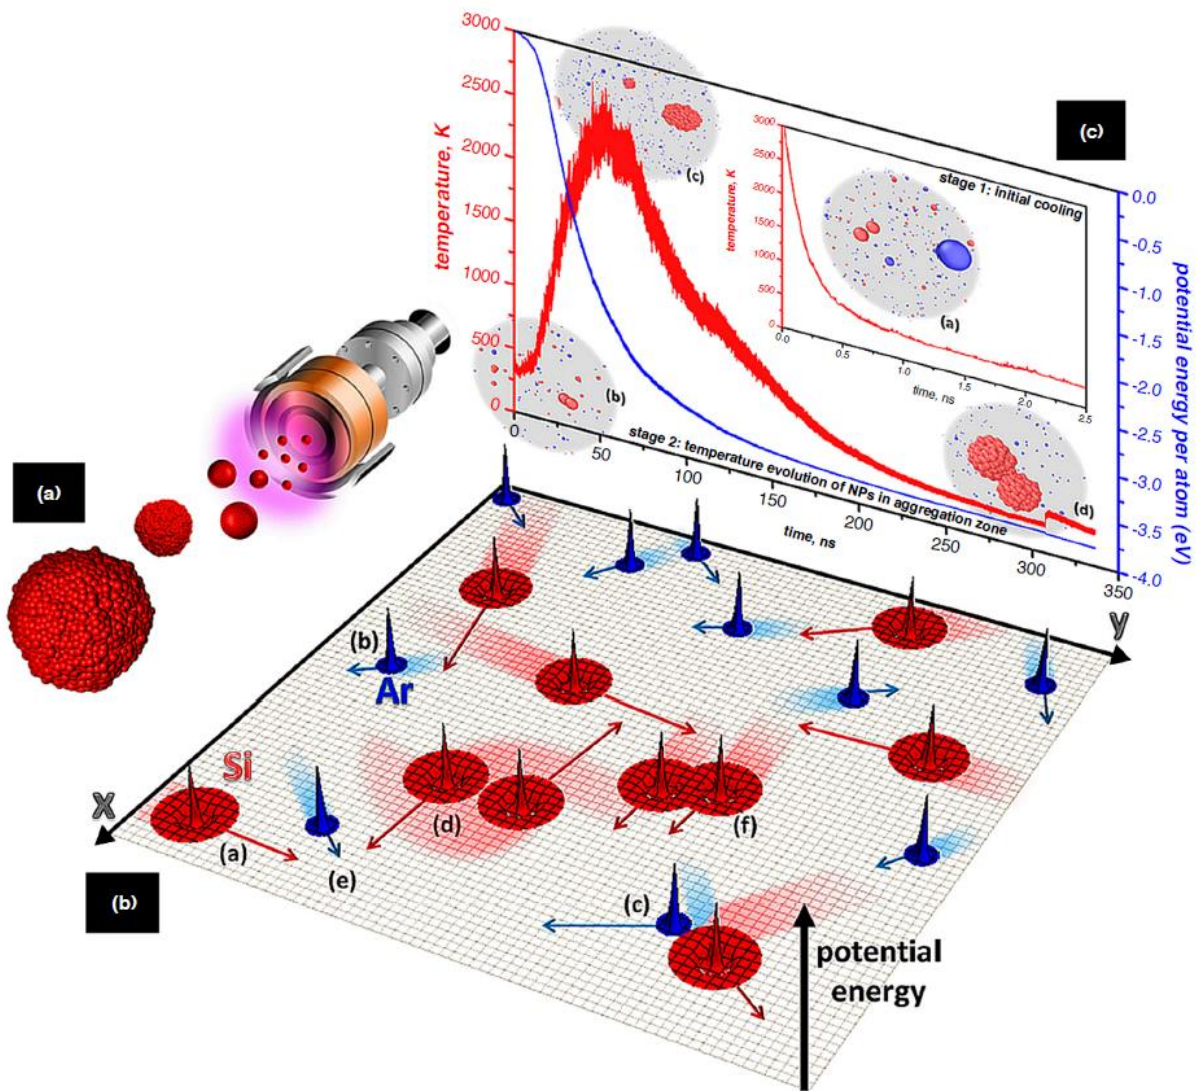 (a)
(b)
(c)
temperature, K
3000
2500
2000
1500
1000
500
0
0
50
100
150
200
250
300
350
time, ns
stage 2: temperature evolution of NPs in aggregation zone
potential energy per atom (eV)
0.0
-0.5
-1.0
-1.5
-2.0
-2.5
-3.0
-3.5
-4.0
(c)
(b)
(d)
stage 1: initial cooling
temperature, K
3000
2500
2000
1500
1000
500
0
(a)
0.0
0.5
1.0
1.5
2.0
2.5
time, ns
y
(b)
Ar
Si
X
(a)
(e)
(d)
(f)
(c)
potential
energy